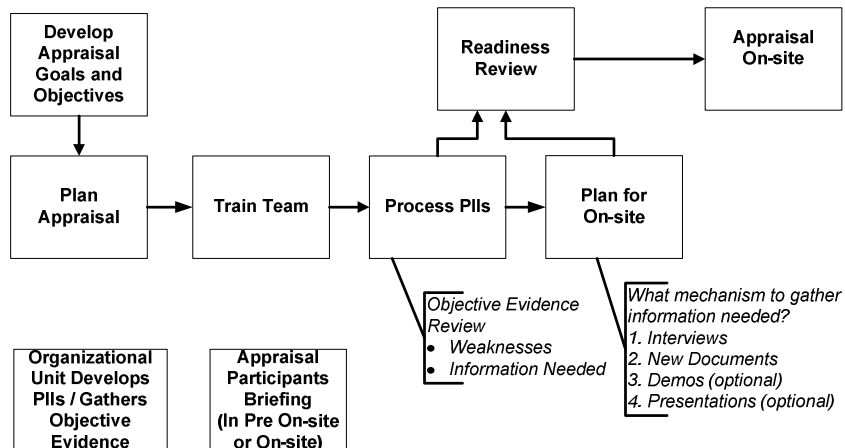 Develop
Appraisal
Goals and
Objectives
Readiness
Review
Appraisal
On-site
Plan
Appraisal
Train Team
Process PIIs
Plan for
On-site
Objective Evidence
Review
• Weaknesses
• Information Needed
What mechanism to gather
information needed?
1. Interviews
2. New Documents
3. Demos (optional)
4. Presentations (optional)
Organizational
Unit Develops
PIIs / Gathers
Objective
Evidence
Appraisal
Participants
Briefing
(In Pre On-site
or On-site)